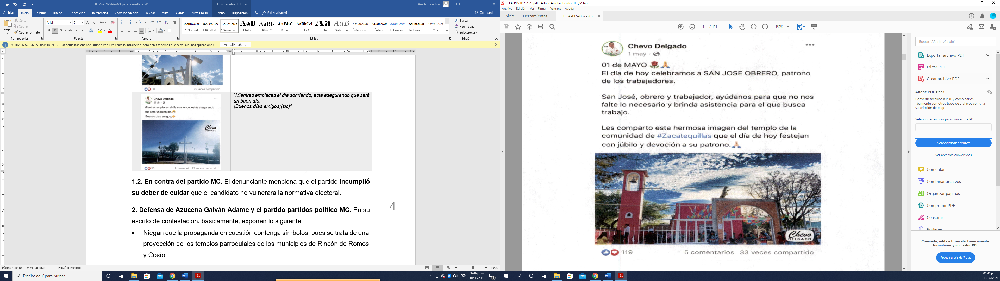 TEEA-PES-049-2021 para consulta - Word
Herramientas de tabla
Auxiliar Juridico
Archivo Inicio Insertar Diseño Disposición Referencias Correspondencia Revisar Vista Ayuda Nitro Pro 10 Diseño Disposición ¿Qué desea hacer? Compartir
Pegar
Cortar
Copiar
Copiar formato
Portapapeles
Arial 9
N K S abc x₂ x²
Fuente
Párrafo
AaBbCcDc AaBbCcL AaBbCcDc AaB AaBb AaBbC AaBbCcI Aa AaB AaBbCcDdI AaBbCcDdI AaBbCcDdI AaBbCcDdI AaBbCcDc
¶ Normal ¶ PONEN... ¶ Sin espa... Título 1 Título 2 Título 3 Título 4 Título Subtítulo Énfasis sutil Énfasis Énfasis int... Texto en n... Cita
Estilos
Buscar
Reemplazar
Seleccionar
Edición
ACTUALIZACIONES DISPONIBLES Las actualizaciones de Office están listas para la instalación, pero antes tenemos que cerrar algunas aplicaciones. Actualizar ahora
68 25 veces compartido
Chevo Delgado
21 abr
Mientras empieces el día sonriendo, estás asegurando
que será un buen día.
!Buenos días amigos¡
Chevo
DELGADO
56 1 comentario 23 veces compartido
“Mientras empieces el día sonriendo, está asegurando que será
un buen día.
¡Buenos días amigos¡(sic)”
1.2. En contra del partido MC. El denunciante menciona que el partido incumplió
su deber de cuidar que el candidato no vulnerara la normativa electoral.
4
2. Defensa de Azucena Galván Adame y el partido partidos político MC. En su
escrito de contestación, básicamente, exponen lo siguiente:
• Niegan que la propaganda en cuestión contenga símbolos, pues se trata de una
proyección de los templos parroquiales de los municipios de Rincón de Romos
y Cosío.
Página 4 de 10 3479 palabras Español (México) 155%
Escribe aquí para buscar
ESP
06:46 p. m.
10/06/2021
TEEA-PES-067-2021.pdf - Adobe Acrobat Reader DC (32-bit)
Archivo Edición Ver Firmar Ventana Ayuda
Inicio Herramientas TEEA-PES-067-202...
11 / 124 150%
Chevo Delgado
1 may
01 de MAYO
El día de hoy celebramos a SAN JOSE OBRERO, patrono
de los trabajadores.
San José, obrero y trabajador, ayúdanos para que no nos
falte lo necesario y brinda asistencia para el que busca
trabajo.
Les comparto esta hermosa imagen del templo de la
comunidad de #Zacatequillas que el día de hoy festejan
con júbilo y devoción a su patrono.
Chevo
DELGADO
119 5 comentarios 33 veces compartido
Buscar 'Añadir vínculo'
Exportar archivo PDF
Editar PDF
Crear archivo PDF
Adobe PDF Pack
Convertir archivos a PDF y combinarlos
fácilmente con otros tipos de archivos con una
suscripción de pago
Seleccionar archivo para convertir a PDF
Seleccionar archivo
Ver archivos convertidos
Comentar
Combinar archivos
Organizar páginas
Comprimir PDF
Censurar
Proteger
Convierte, edita y firma electrónicamente
formularios y contratos PDF
Prueba gratis de 7 días
06:46 p. m.
10/06/2021